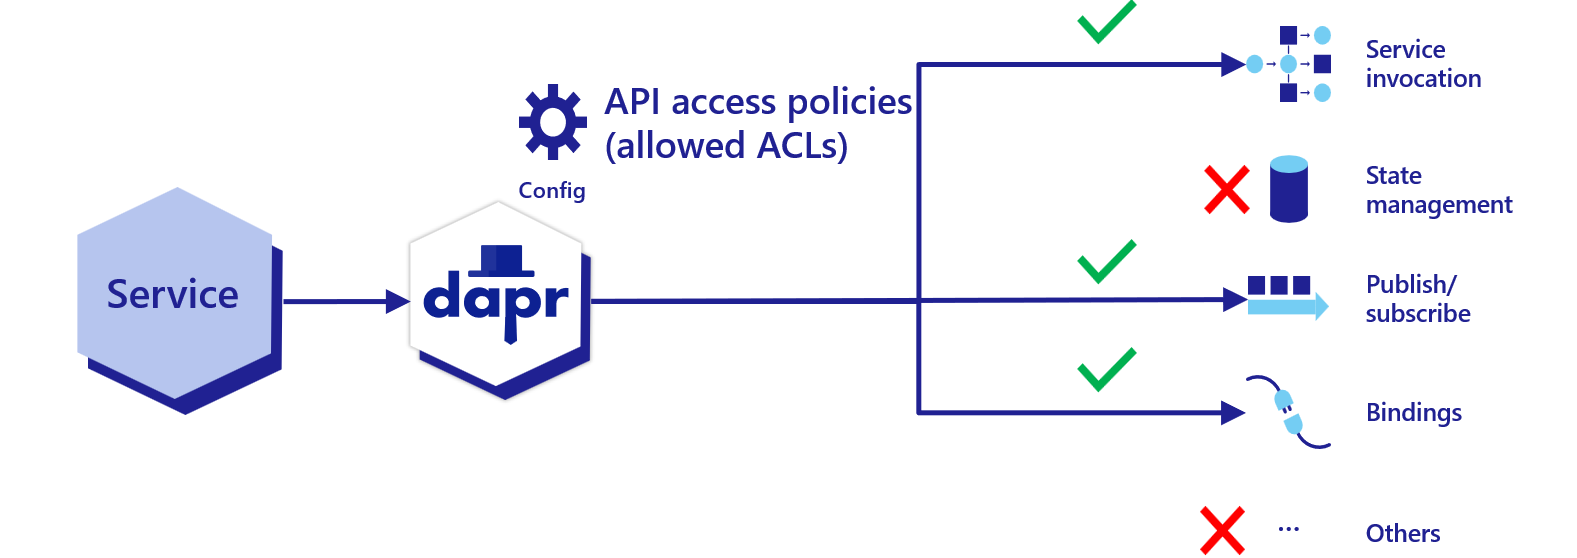 API access policies
(allowed ACLs)
Config
Service
dapr
Service
invocation
State
management
Publish/
subscribe
Bindings
...
Others